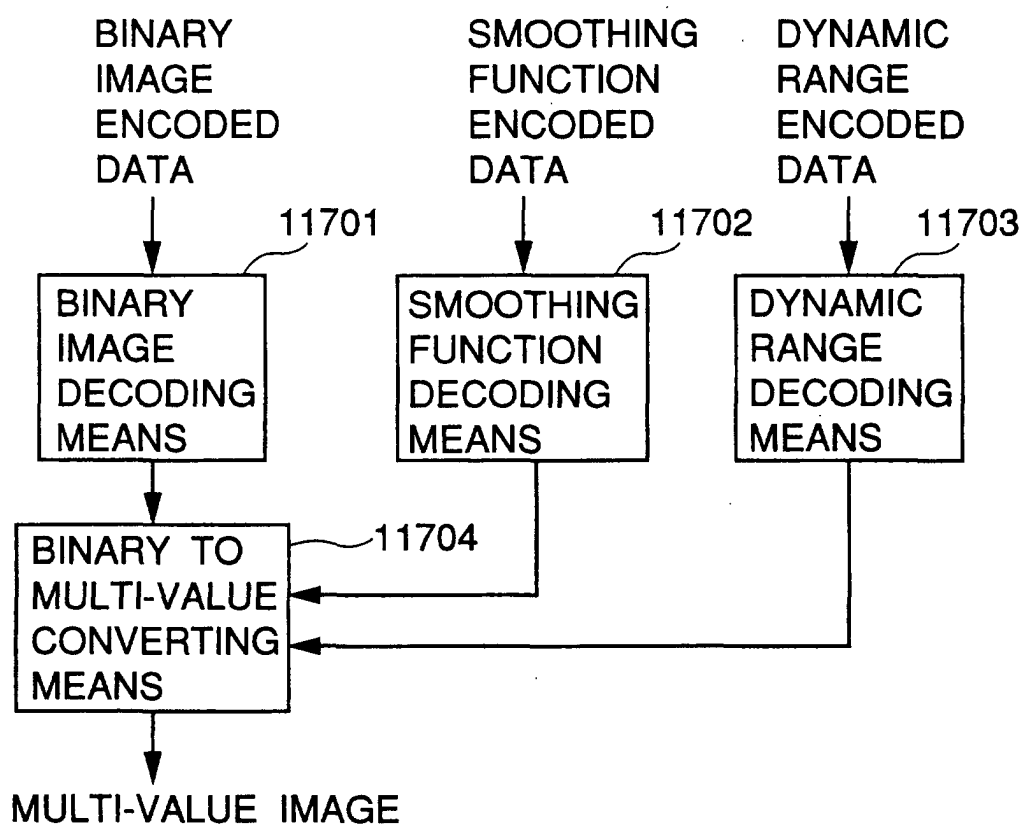 BINARY
IMAGE
ENCODED
DATA
SMOOTHING
FUNCTION
ENCODED
DATA
DYNAMIC
RANGE
ENCODED
DATA
11701
11702
11703
BINARY
IMAGE
DECODING
MEANS
SMOOTHING
FUNCTION
DECODING
MEANS
DYNAMIC
RANGE
DECODING
MEANS
11704
BINARY TO
MULTI-VALUE
CONVERTING
MEANS
MULTI-VALUE IMAGE